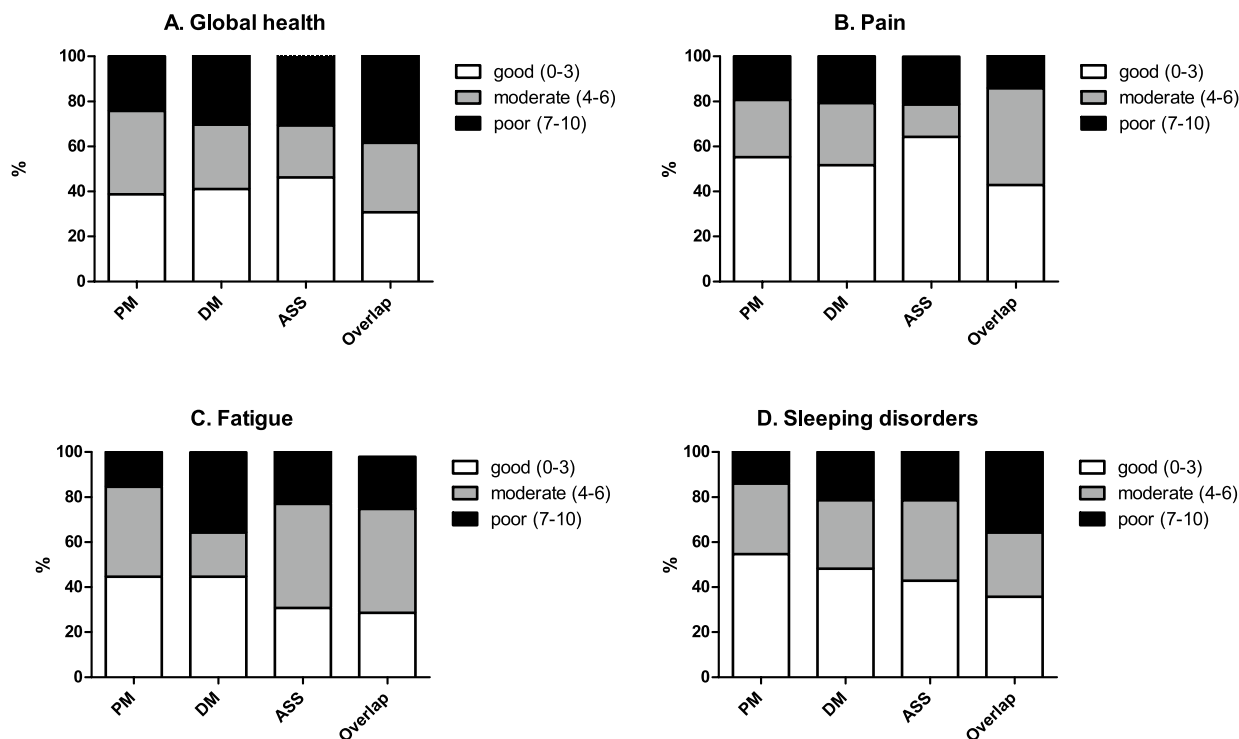 A. Global health
100
80
60
40
20
0
%
PM
DM
ASS
Overlap
good (0-3)
moderate (4-6)
poor (7-10)
B. Pain
100
80
60
40
20
0
%
PM
DM
ASS
Overlap
good (0-3)
moderate (4-6)
poor (7-10)
C. Fatigue
100
80
60
40
20
0
%
PM
DM
ASS
Overlap
good (0-3)
moderate (4-6)
poor (7-10)
D. Sleeping disorders
100
80
60
40
20
0
%
PM
DM
ASS
Overlap
good (0-3)
moderate (4-6)
poor (7-10)